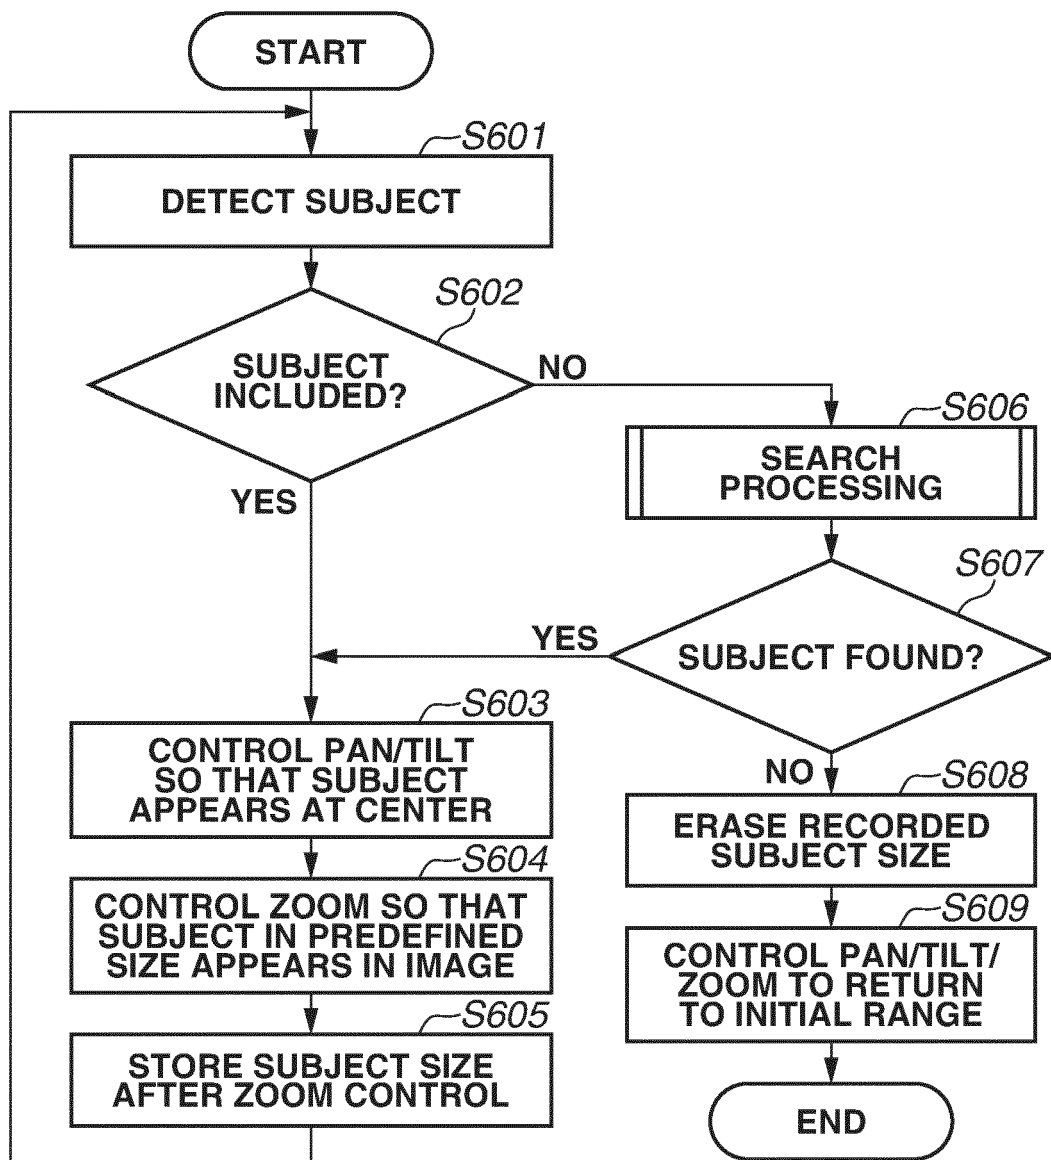 START
S601
DETECT SUBJECT
S602
SUBJECT
INCLUDED?
NO
YES
S606
SEARCH
PROCESSING
S607
SUBJECT FOUND?
YES
NO
S603
CONTROL PAN/TILT
SO THAT SUBJECT
APPEARS AT CENTER
S604
CONTROL ZOOM SO THAT
SUBJECT IN PREDEFINED
SIZE APPEARS IN IMAGE
S605
STORE SUBJECT SIZE
AFTER ZOOM CONTROL
S608
ERASE RECORDED
SUBJECT SIZE
S609
CONTROL PAN/TILT/
ZOOM TO RETURN
TO INITIAL RANGE
END